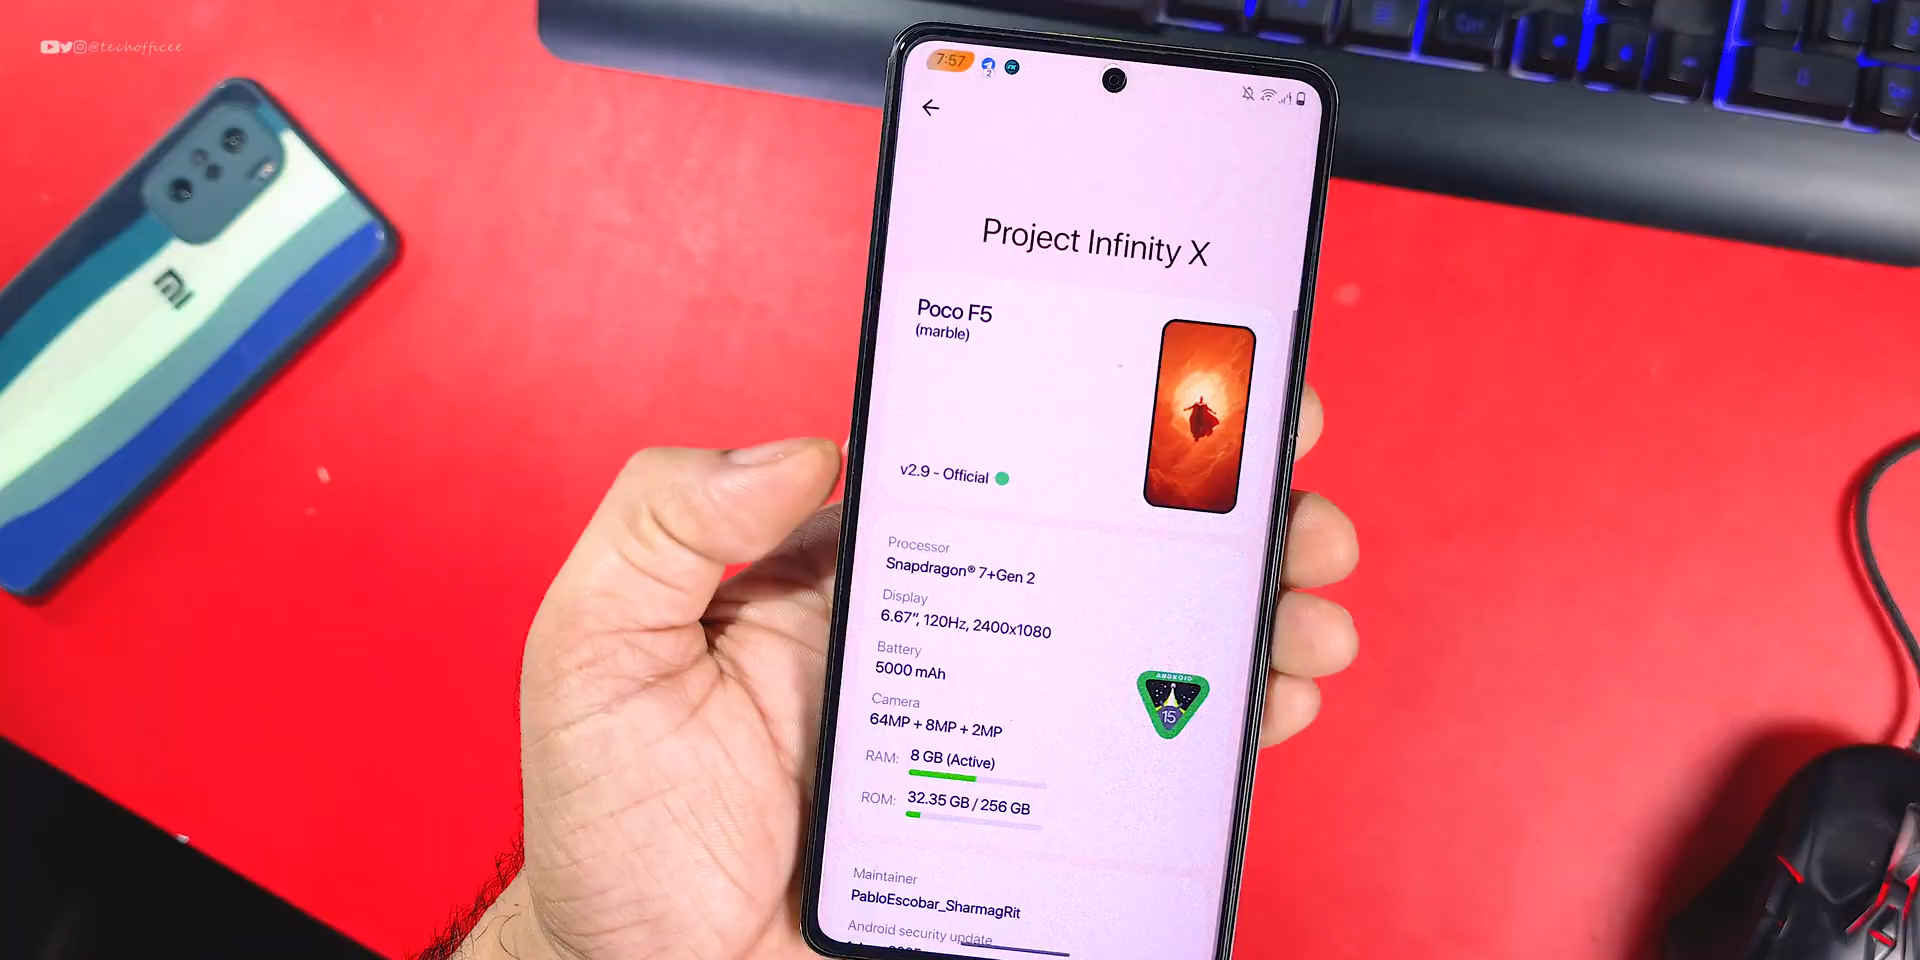 @techofficee
7:57
2
Project Infinity X
Poco F5
(marble)
v2.9 - Official
Processor
Snapdragon® 7+Gen 2
Display
6.67”, 120Hz, 2400x1080
Battery
5000 mAh
Camera
64MP + 8MP + 2MP
ANDROID
15
RAM: 8 GB (Active)
ROM: 32.35 GB / 256 GB
Maintainer
PabloEscobar_SharmagRit
Android security update
MI